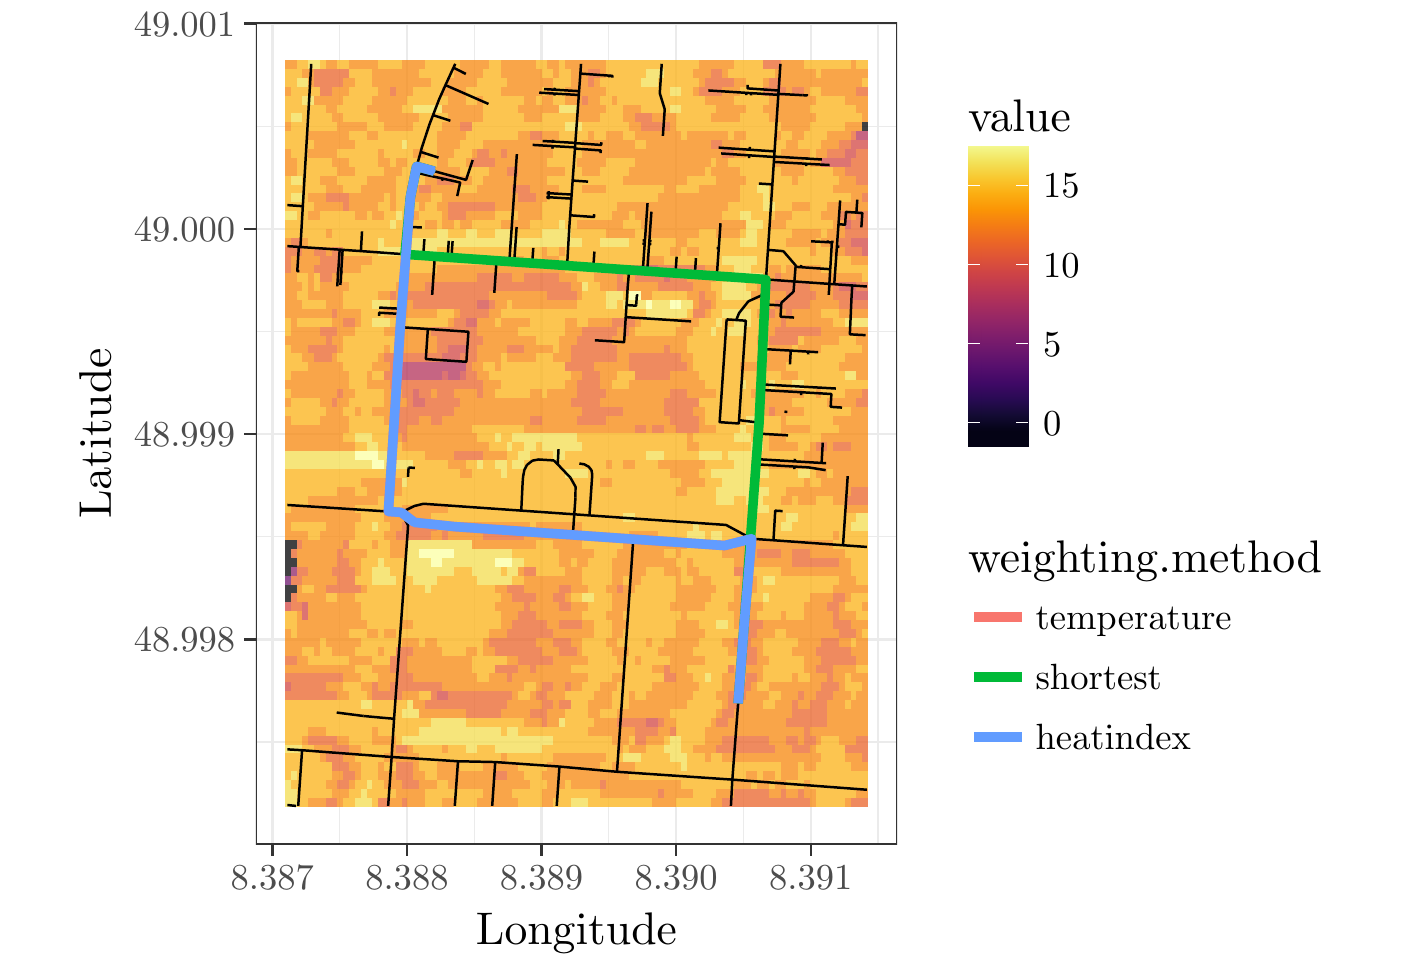 49.001
49.000
48.999
48.998
Latitude
8.387 8.388 8.389 8.390 8.391
Longitude
value
15
10
5
0
weighting.method
temperature
shortest
heatindex